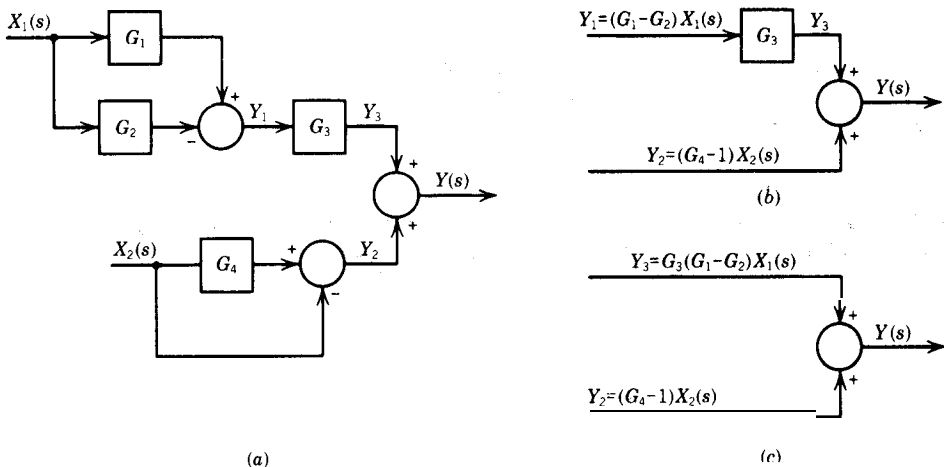 X₁(s)
G₁
+
G₂
−
Y₁
G₃
Y₃
+
Y(s)
+
X₂(s)
G₄
+
Y₂
−
(a)
Y₁=(G₁−G₂)X₁(s)
G₃
Y₃
+
Y(s)
Y₂=(G₄−1)X₂(s)
+
(b)
Y₃=G₃(G₁−G₂)X₁(s)
+
Y(s)
Y₂=(G₄−1)X₂(s)
+
(c)